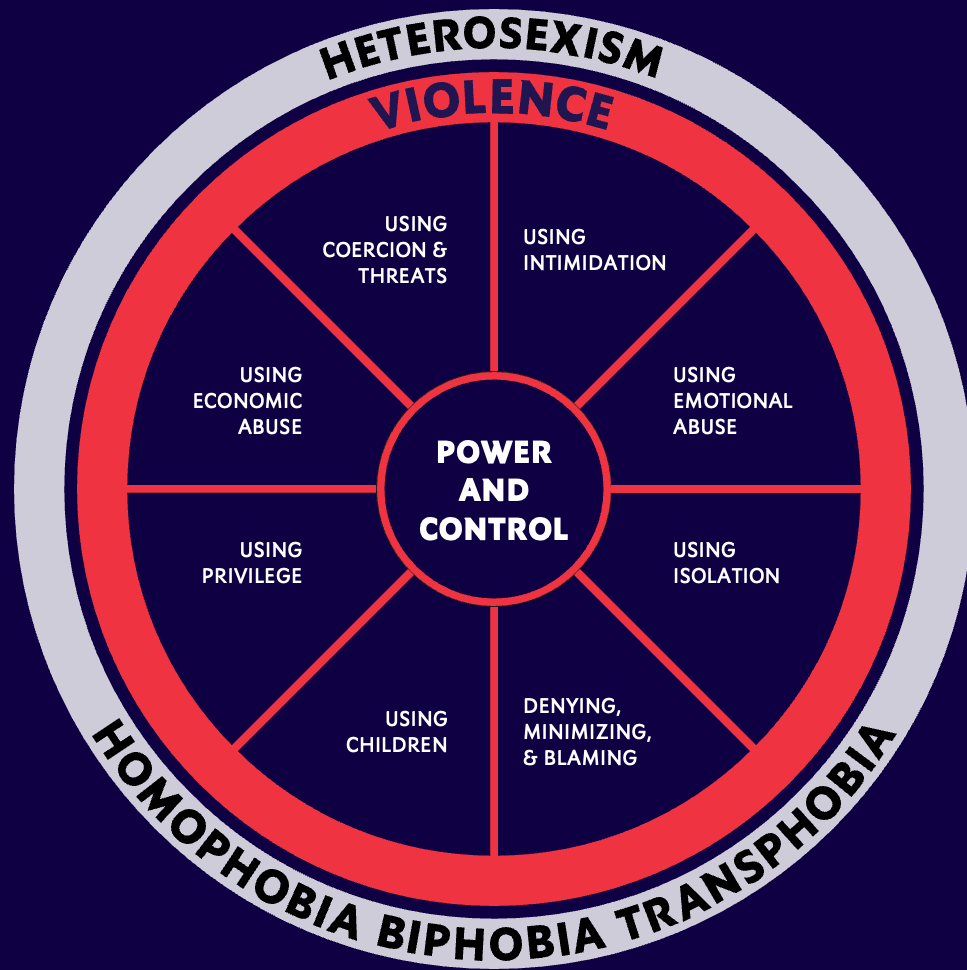 HETEROSEXISM
VIOLENCE
USING
COERCION &
THREATS
USING
INTIMIDATION
USING
ECONOMIC
ABUSE
USING
EMOTIONAL
ABUSE
POWER
AND
CONTROL
USING
PRIVILEGE
USING
ISOLATION
USING
CHILDREN
DENYING,
MINIMIZING,
& BLAMING
HOMOPHOBIA BIPHOBIA TRANSPHOBIA